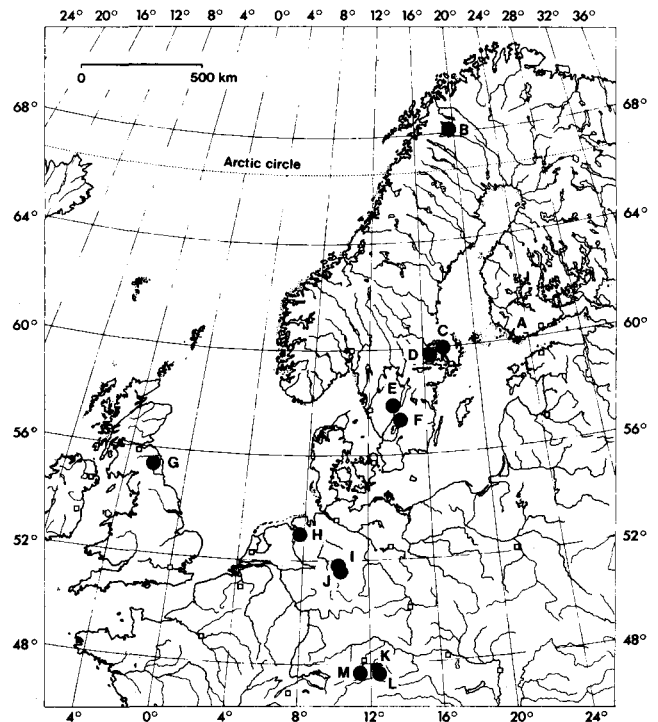 24° 20° 16° 12° 8° 4° 0° 4° 8° 12° 16° 20° 24° 28° 32° 36°
0 500 km
68° 68°
B
Arctic circle
64° 64°
A
60° 60°
C
D
E
F
56° 56°
G
H
52° 52°
I
J
48° 48°
K
M L
4° 0° 4° 8° 12° 16° 20° 24°